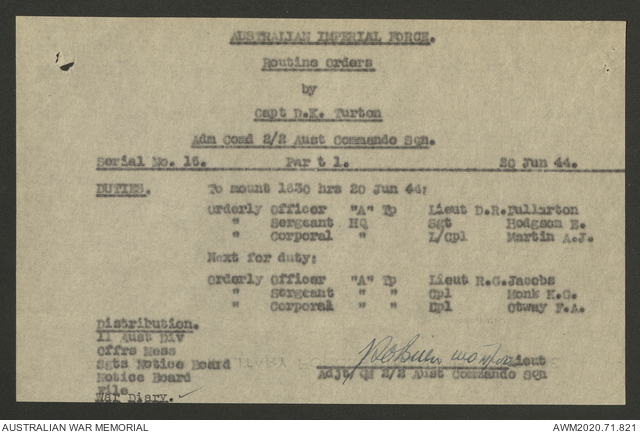 AUSTRALIAN IMPERIAL FORCE.
Routine Orders
by
Capt D.K. Turton
Adm Comd 2/2 Aust Commando Sqn.
Serial No. 16. Part 1. 20 Jun 44.
DUTIES. To mount 1630 hrs 20 Jun 44:
Orderly Officer "A" Tp Lieut D.R.Fullarton
" Sergeant HQ Sgt Hodgson E.
" Corporal " L/Cpl Martin A.J.
Next for duty:
Orderly Officer "A" Tp Lieut R.G.Jacobs
" Sergeant " " Cpl Monk K.G.
" Corporal " " Cpl Otway F.A.
Distribution.
11 Aust Div
Offrs Mess
Sgts Notice Board Lieut
Notice Board Adjt/QM 2/2 Aust Commando Sqn
File
War Diary.
AUSTRALIAN WAR MEMORIAL AWM2020.71.821